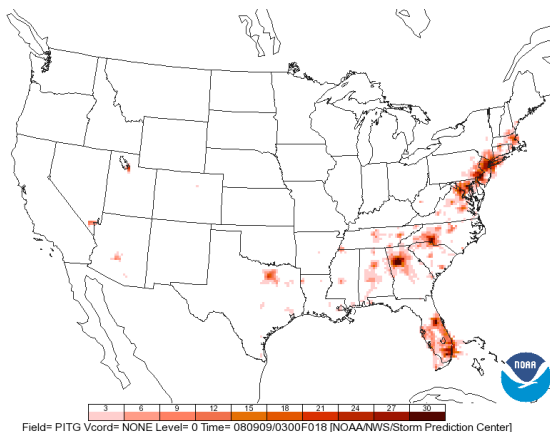 NOAA
3 6 9 12 15 18 21 24 27 30
Field= PITG Vcord= NONE Level= 0 Time= 080909/0300F018 [NOAA/NWS/Storm Prediction Center]